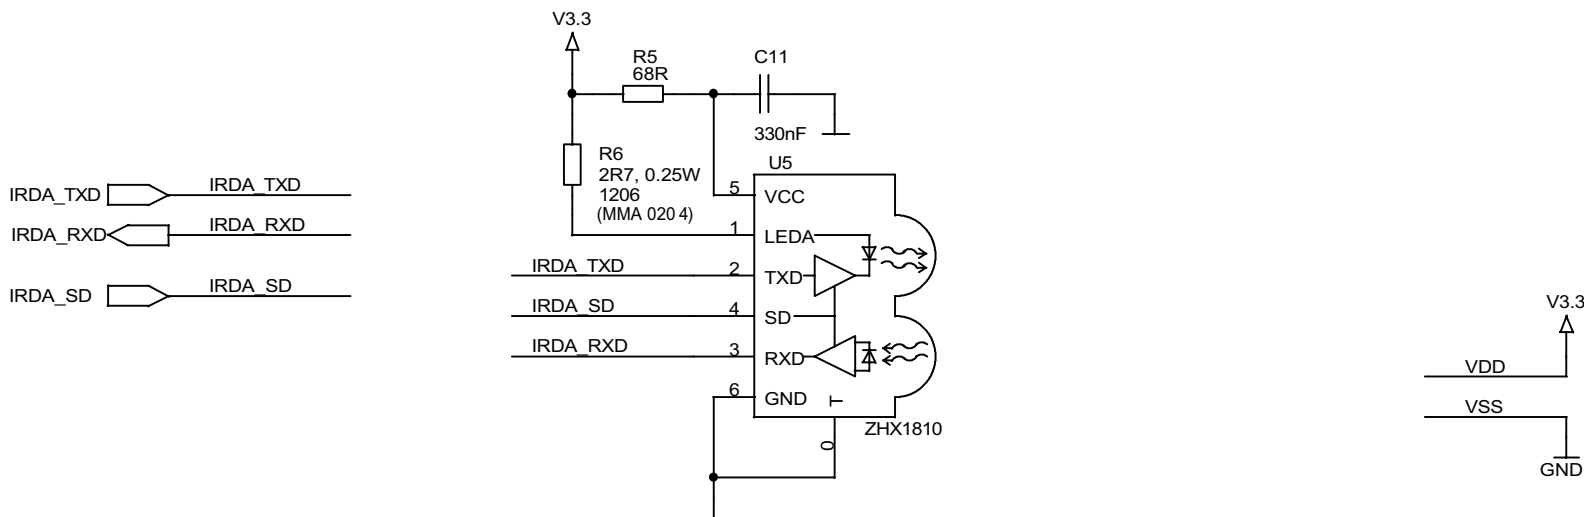 V3.3
R5
68R
C11
330nF
R6
2R7, 0.25W
1206
(MMA 020 4)
U5
IRDA_TXD
IRDA_TXD
IRDA_RXD
IRDA_RXD
IRDA_SD
IRDA_SD
5
VCC
1
LEDA
IRDA_TXD
2
TXD
IRDA_SD
4
SD
IRDA_RXD
3
RXD
6
GND
T
0
ZHX1810
V3.3
VDD
VSS
GND